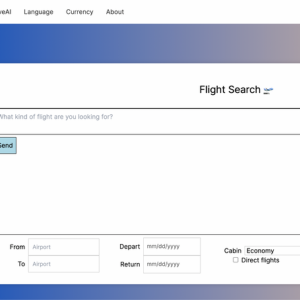 veAI Language Currency About
Flight Search
What kind of flight are you looking for?
Send
From Airport Depart mm/dd/yyyy Cabin Economy
To Airport Return mm/dd/yyyy Direct flights